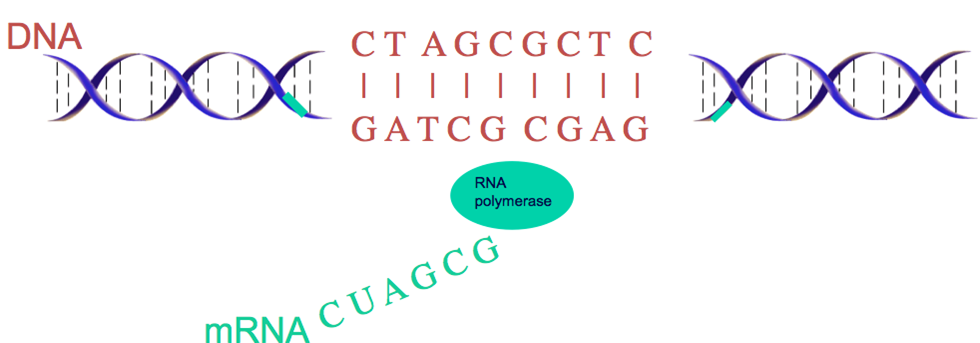 DNA
CT AGCGCT C
GATCG CGAG
RNA
polymerase
mRNA CUAGCG